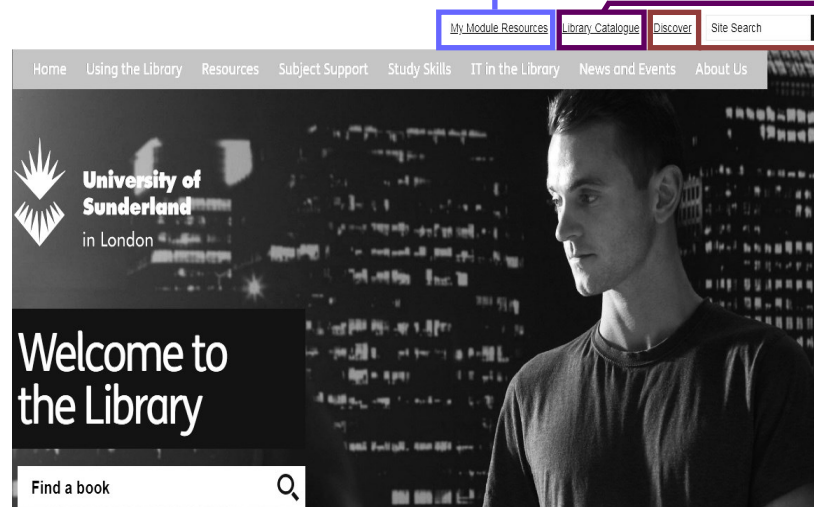 My Module Resources Library Catalogue Discover Site Search
Home Using the Library Resources Subject Support Study Skills IT in the Library News and Events About Us
University of
Sunderland
in London
Welcome to
the Library
Find a book